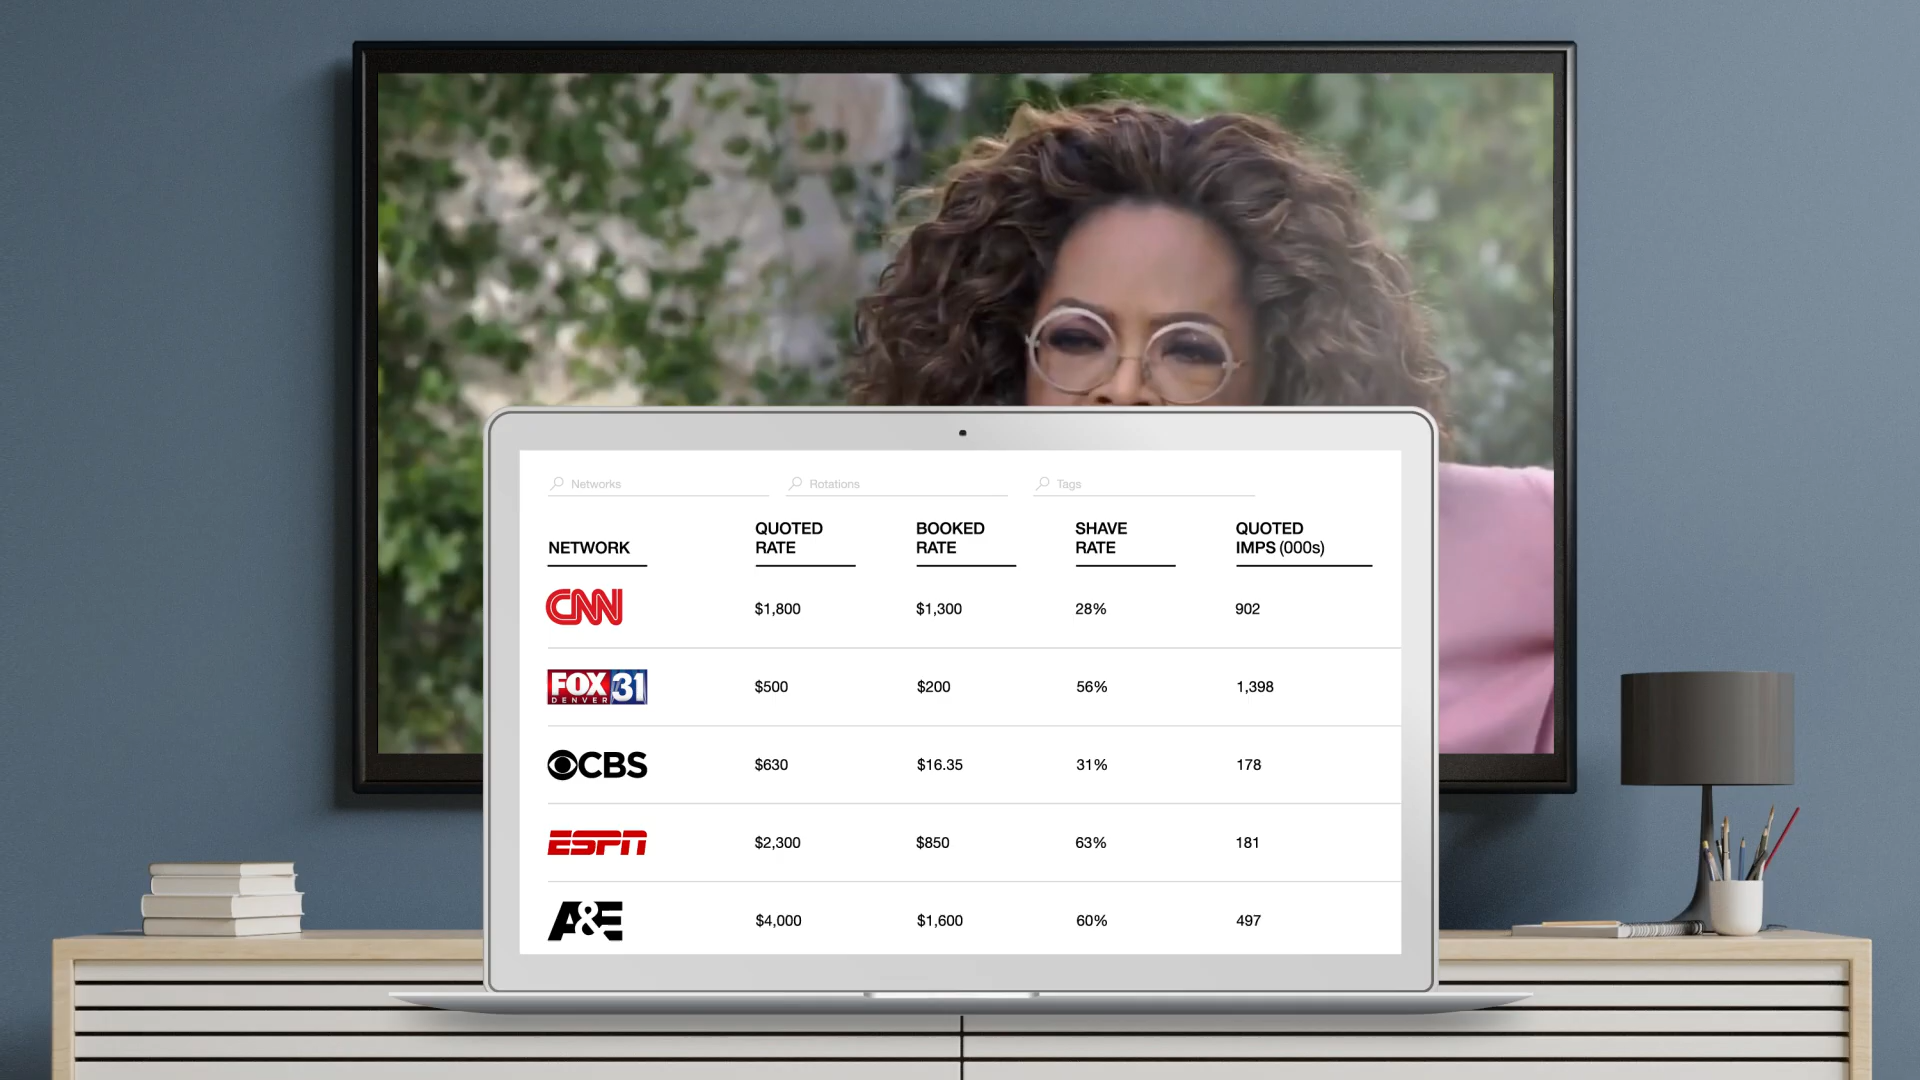 Networks Rotations Tags
NETWORK QUOTED RATE BOOKED RATE SHAVE RATE QUOTED IMPS (000s)
CNN $1,800 $1,300 28% 902
FOX 31 DENVER $500 $200 56% 1,398
CBS $630 $16.35 31% 178
ESPN $2,300 $850 63% 181
A&E $4,000 $1,600 60% 497